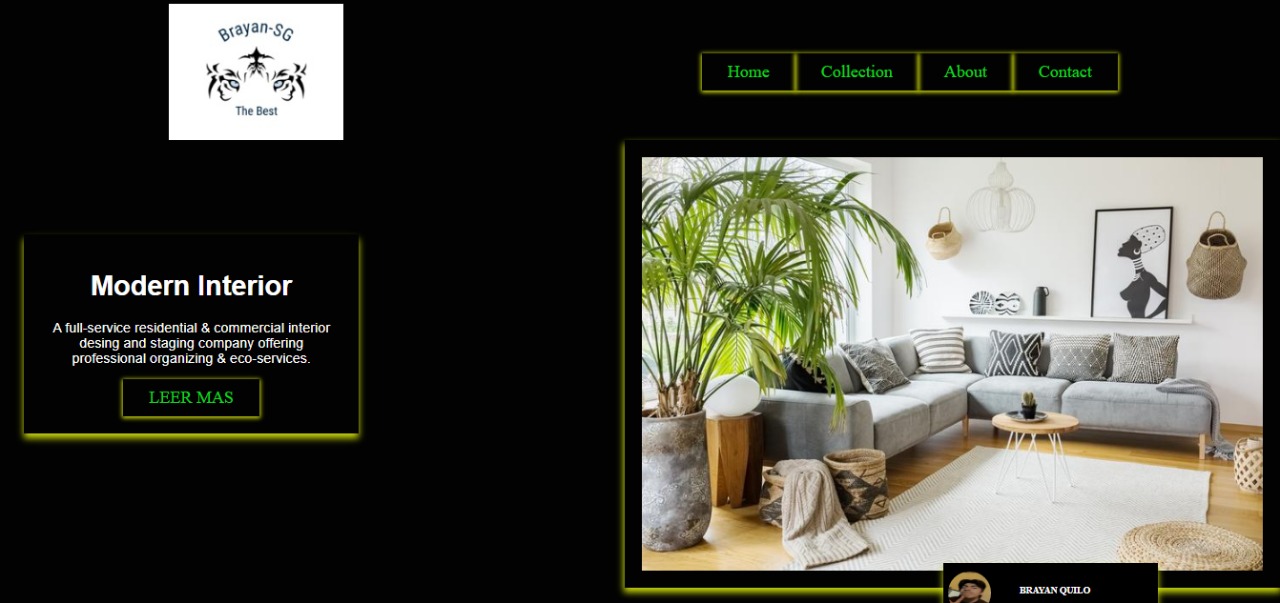 Brayan-SG
The Best
Home Collection About Contact
Modern Interior
A full-service residential & commercial interior
desing and staging company offering
professional organizing & eco-services.
LEER MAS
BRAYAN QUILO